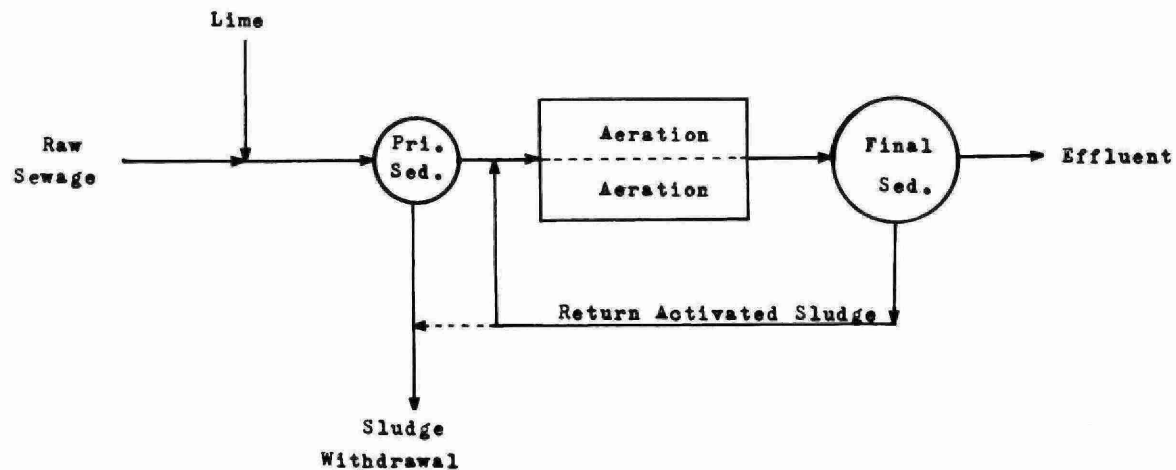 Lime
Raw
Sewage
Pri.
Sed.
Aeration
Aeration
Final
Sed.
Effluent
Return Activated Sludge
Sludge
Withdrawal